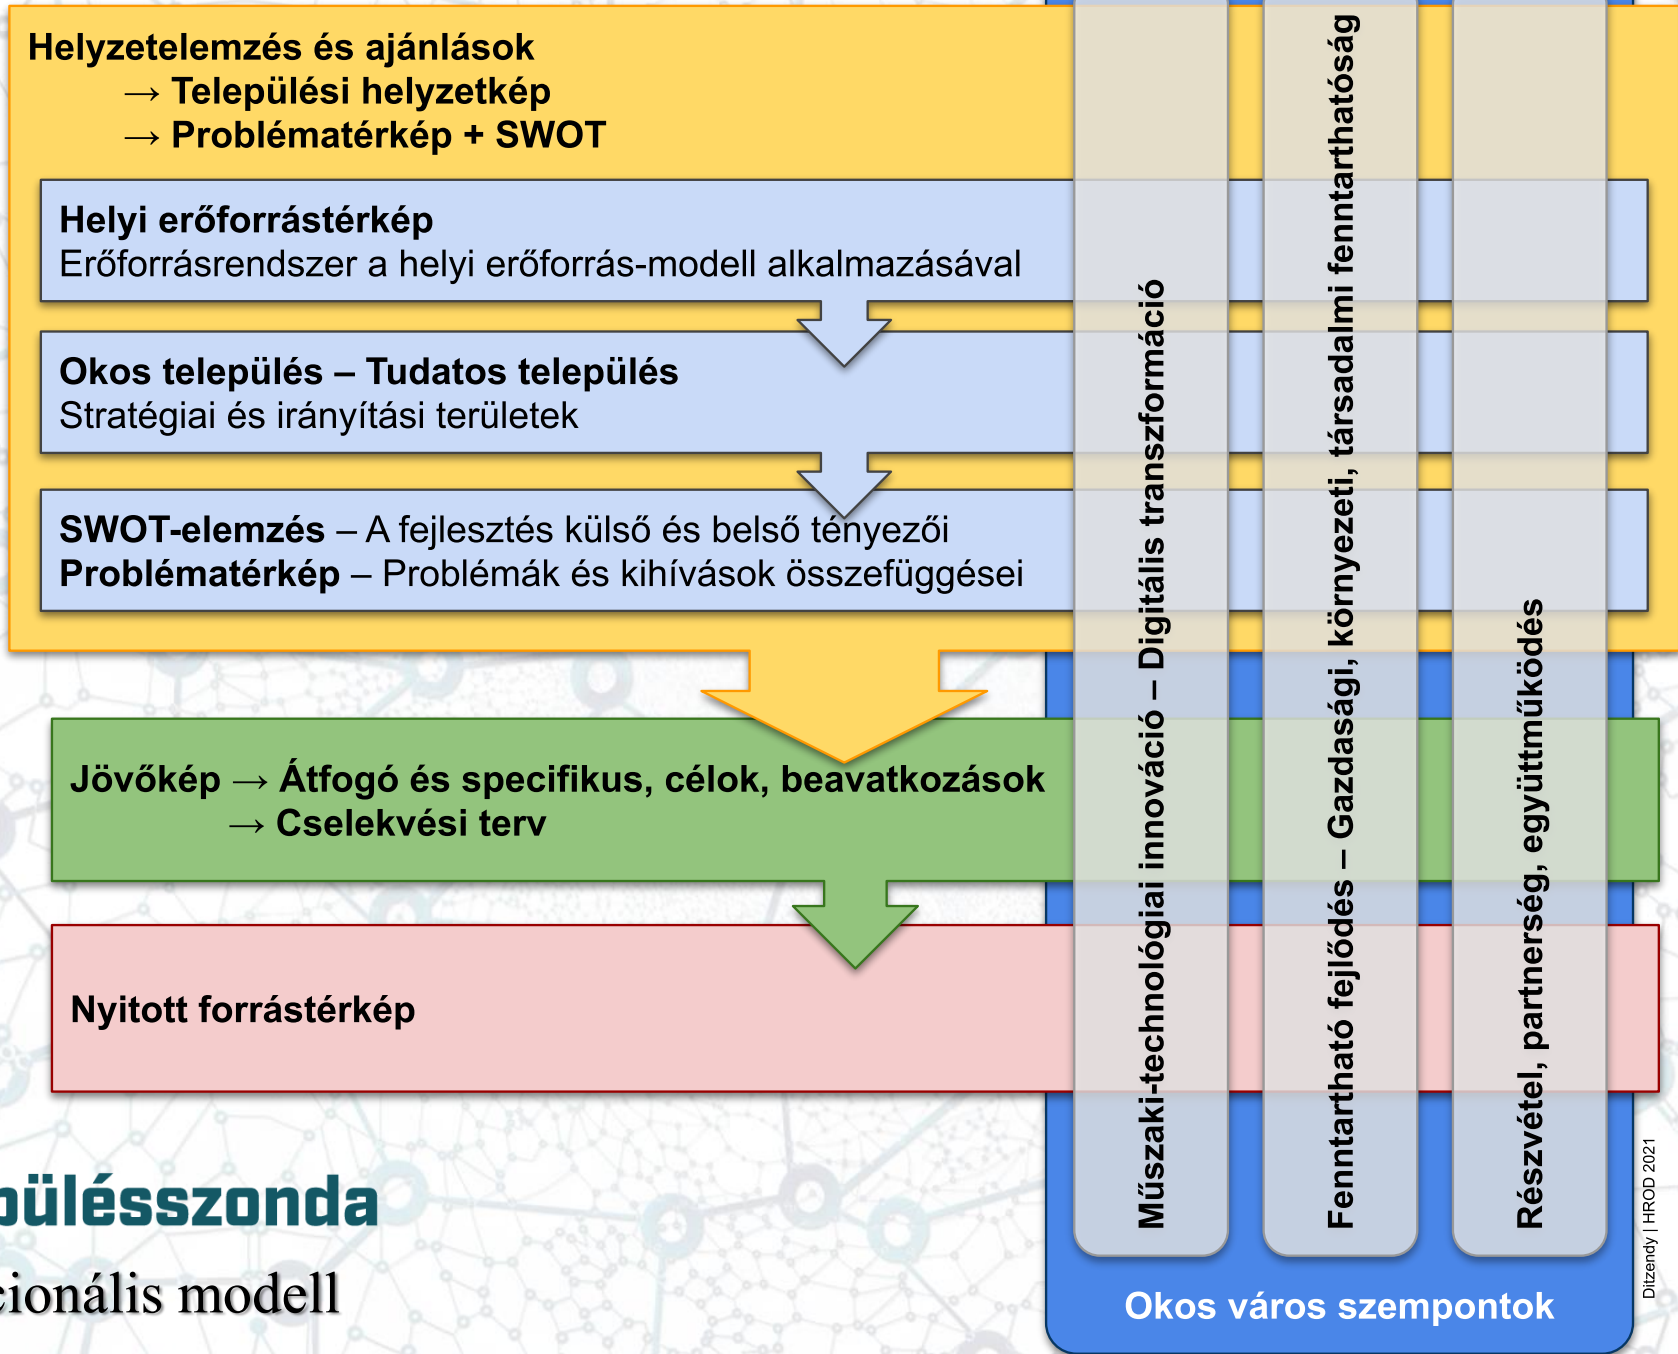 Helyzetelemzés és ajánlások
→ Települési helyzetkép
→ Problématérkép + SWOT
Helyi erőforrástérkép
Erőforrásrendszer a helyi erőforrás-modell alkalmazásával
Okos település – Tudatos település
Stratégiai és irányítási területek
SWOT-elemzés – A fejlesztés külső és belső tényezői
Problématérkép – Problémák és kihívások összefüggései
Jövőkép → Átfogó és specifikus, célok, beavatkozások
→ Cselekvési terv
Nyitott forrástérkép
Műszaki-technológiai innováció – Digitális transzformáció
Fenntartható fejlődés – Gazdasági, környezeti, társadalmi fenntarthatóság
Részvétel, partnerség, együttműködés
Okos város szempontok
pülésszonda
cionális modell
Ditzendy | HROD 2021